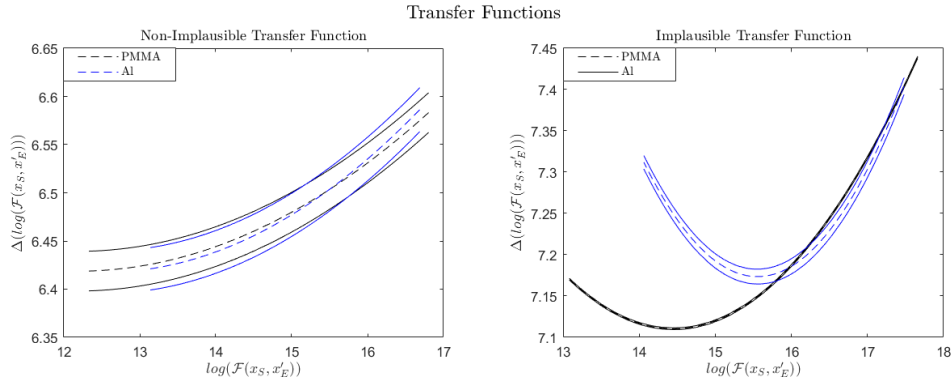 Transfer Functions
Non-Implausible Transfer Function
PMMA
Al
6.65
6.6
6.55
6.5
6.45
6.4
6.35
Δ(log(𝓕(x_S, x′_E)))
12 13 14 15 16 17
log(𝓕(x_S, x′_E))
Implausible Transfer Function
PMMA
Al
7.45
7.4
7.35
7.3
7.25
7.2
7.15
7.1
Δ(log(𝓕(x_S, x′_E)))
13 14 15 16 17 18
log(𝓕(x_S, x′_E))